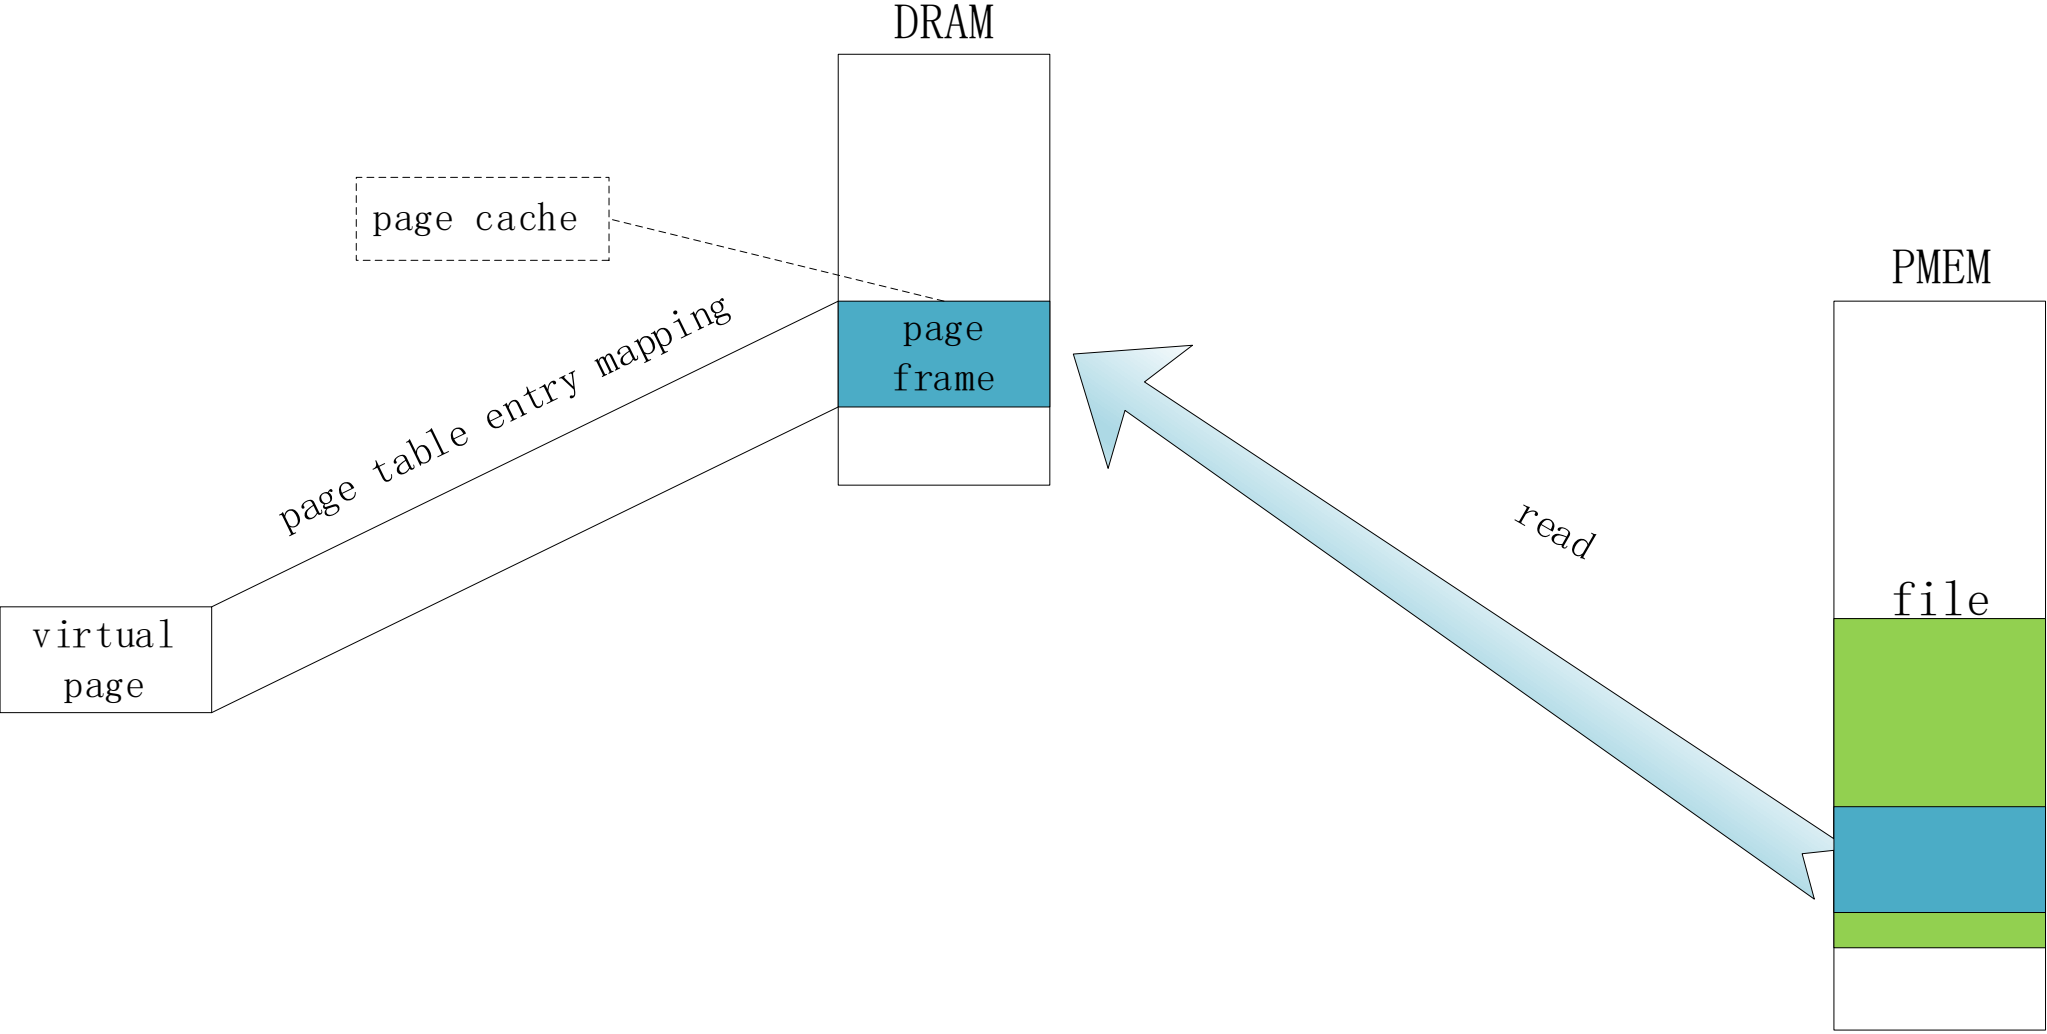 DRAM
page cache
PMEM
page
frame
page table entry mapping
read
file
virtual
page